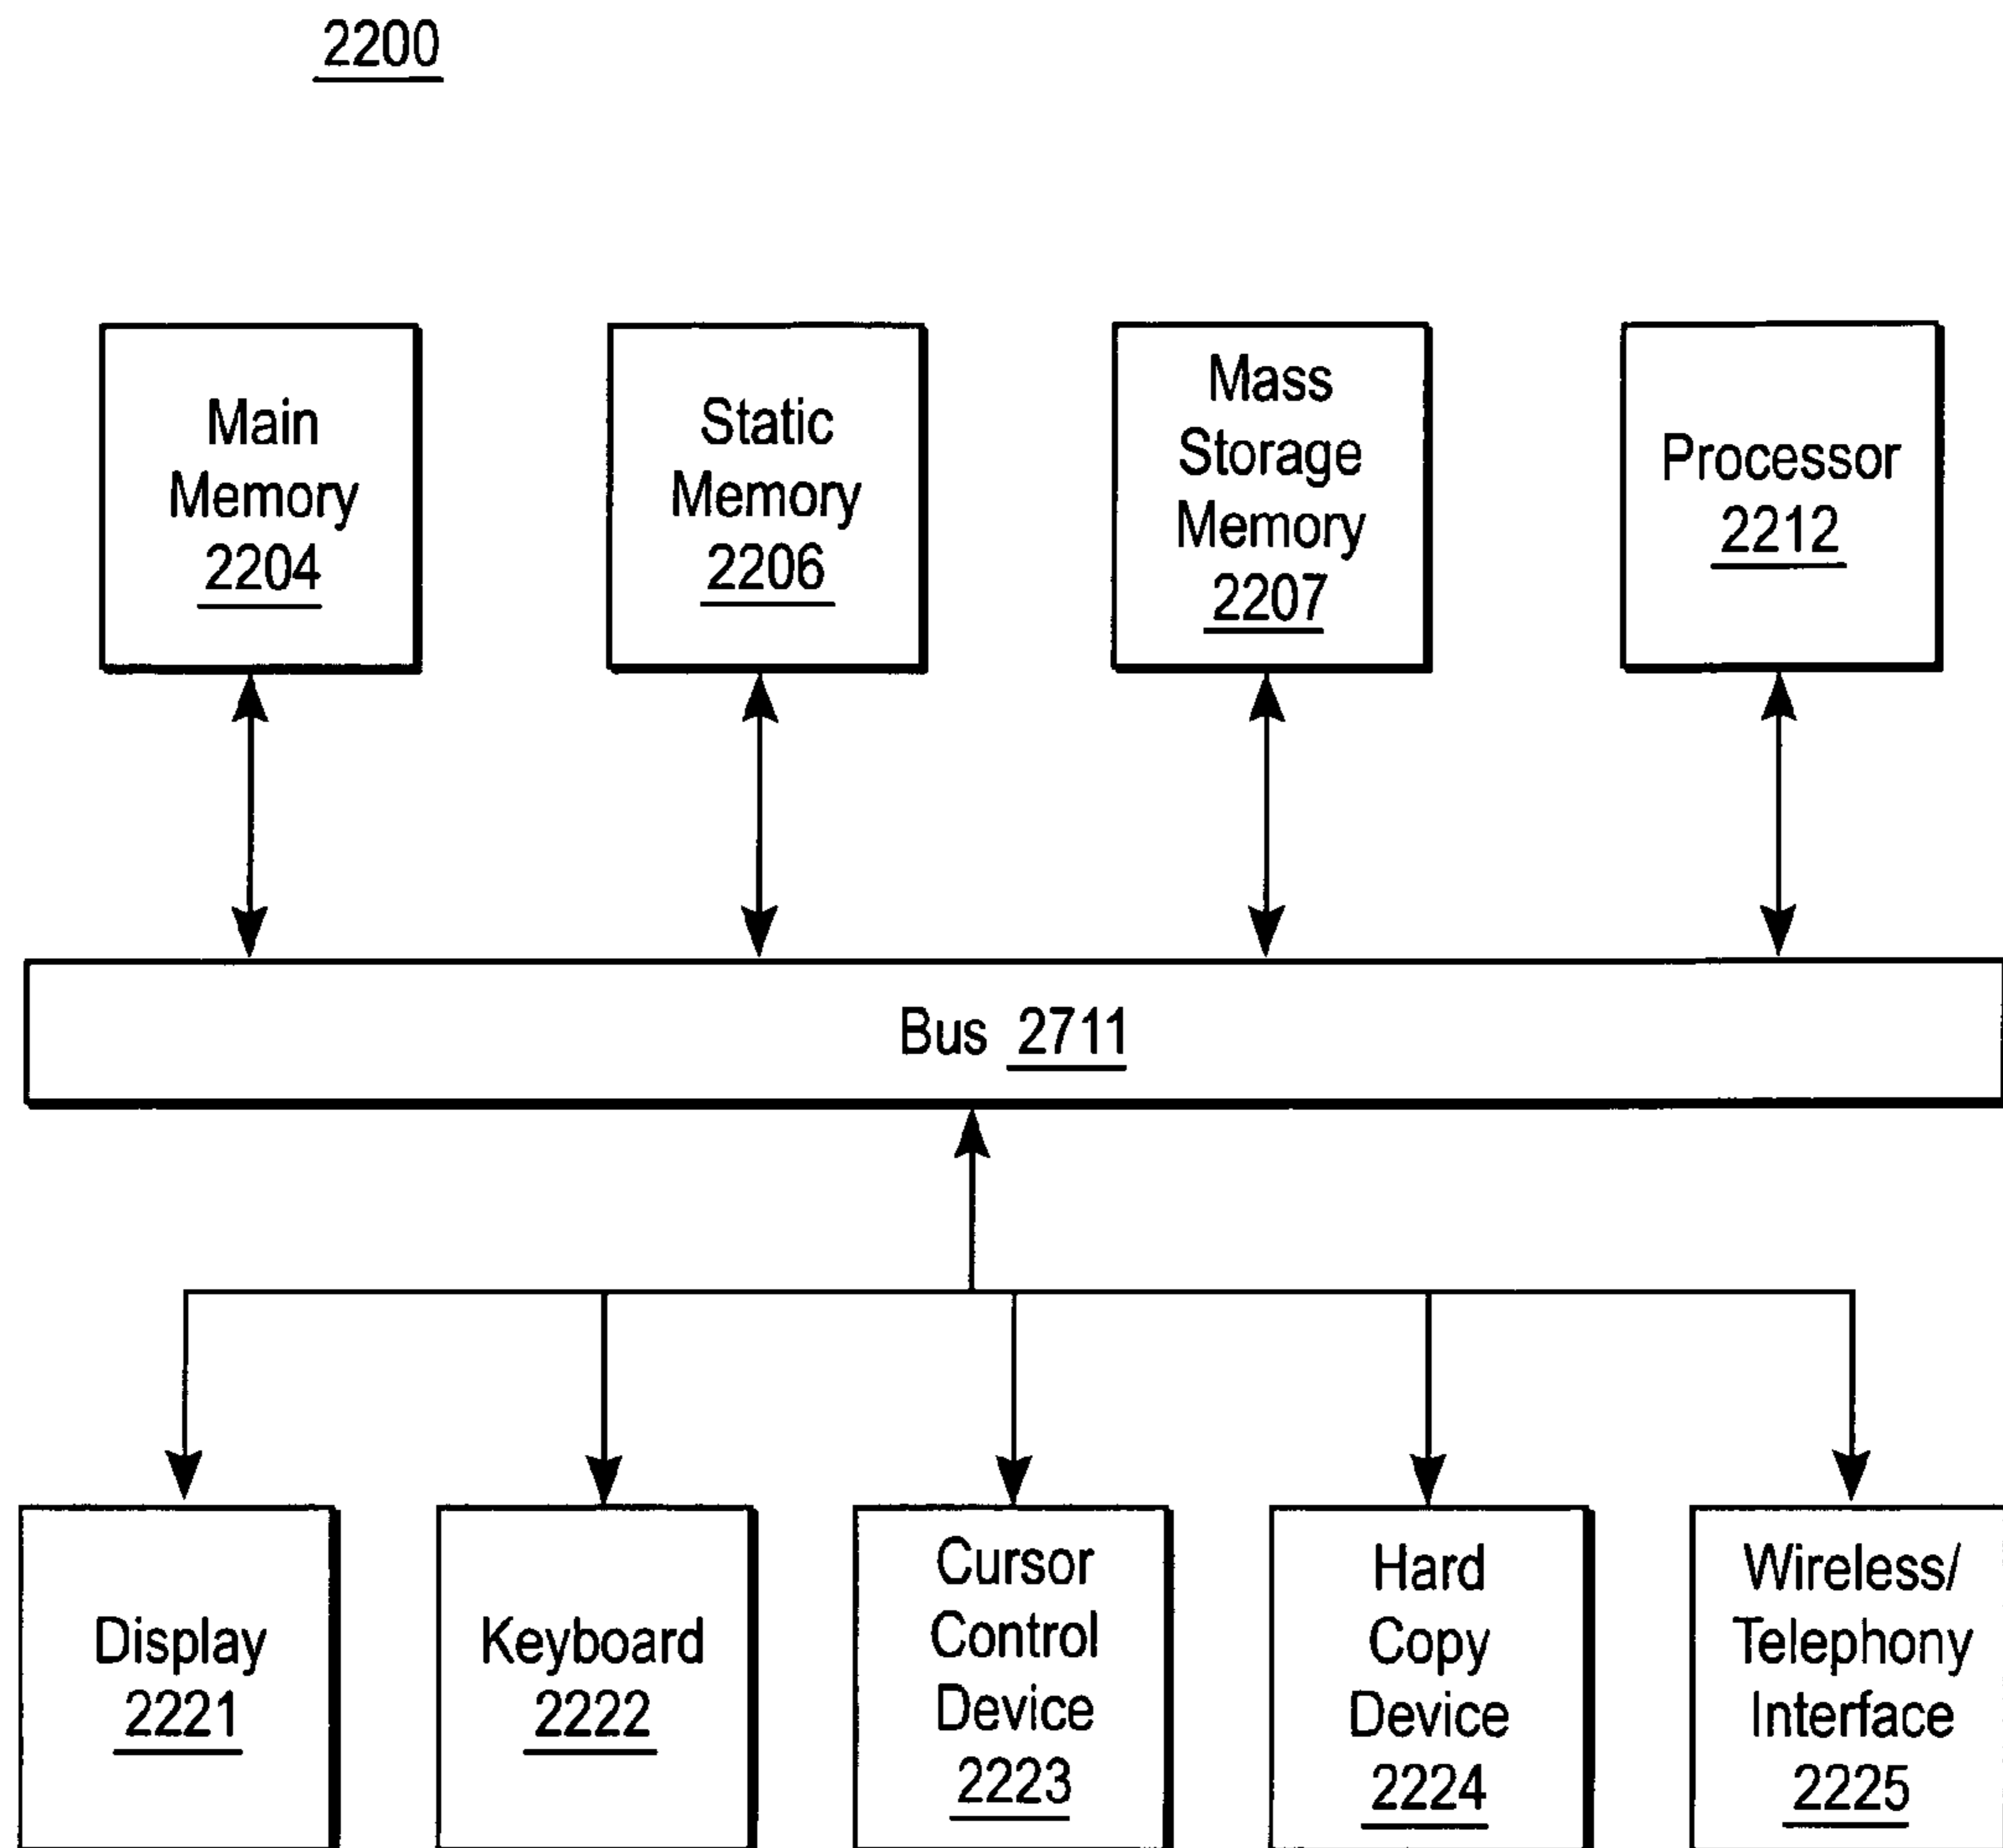 2200
Main
Memory
2204
Static
Memory
2206
Mass
Storage
Memory
2207
Processor
2212
Bus 2711
Display
2221
Keyboard
2222
Cursor
Control
Device
2223
Hard
Copy
Device
2224
Wireless/
Telephony
Interface
2225